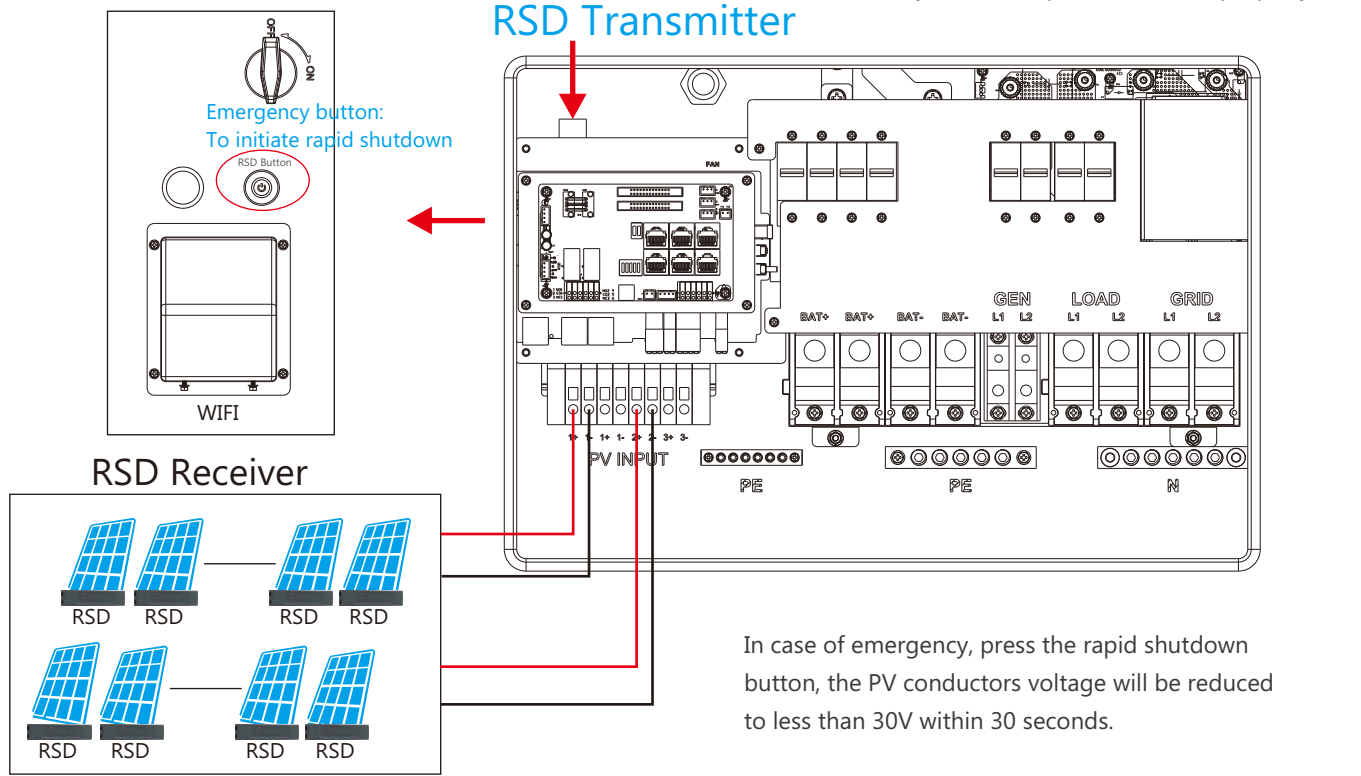 RSD Transmitter
OFF
ON
Emergency button:
To initiate rapid shutdown
RSD Button
WIFI
FAN
GEN LOAD GRID
BAT+ BAT+ BAT- BAT- L1 L2 L1 L2 L1 L2
1+ 1- 1+ 1- 2+ 2- 3+ 3-
PV INPUT
PE PE N
RSD Receiver
RSD RSD RSD RSD
RSD RSD RSD RSD
In case of emergency, press the rapid shutdown
button, the PV conductors voltage will be reduced
to less than 30V within 30 seconds.